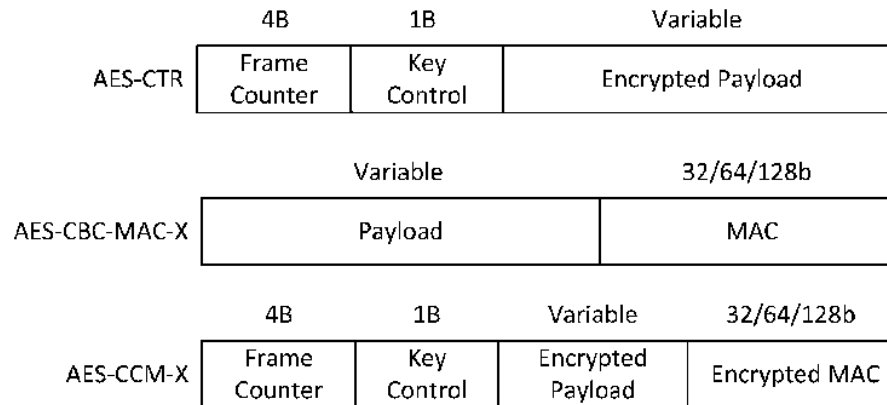 4B 1B Variable
AES-CTR Frame Counter Key Control Encrypted Payload
Variable 32/64/128b
AES-CBC-MAC-X Payload MAC
4B 1B Variable 32/64/128b
AES-CCM-X Frame Counter Key Control Encrypted Payload Encrypted MAC